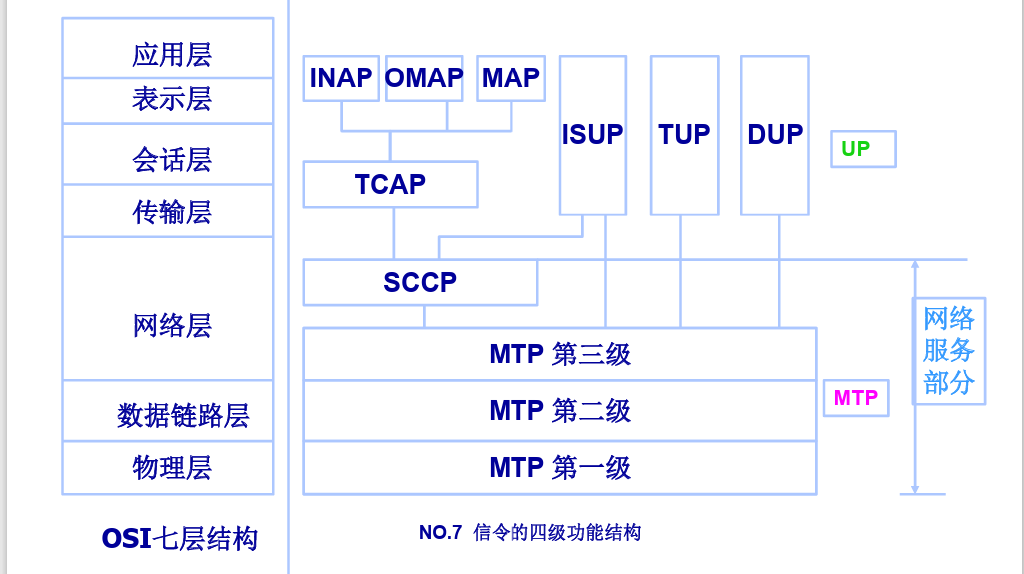 应用层
表示层
会话层
传输层
网络层
数据链路层
物理层
OSI七层结构
INAP
OMAP
MAP
ISUP
TUP
DUP
UP
TCAP
SCCP
MTP 第三级
MTP 第二级
MTP 第一级
MTP
网络
服务
部分
NO.7 信令的四级功能结构